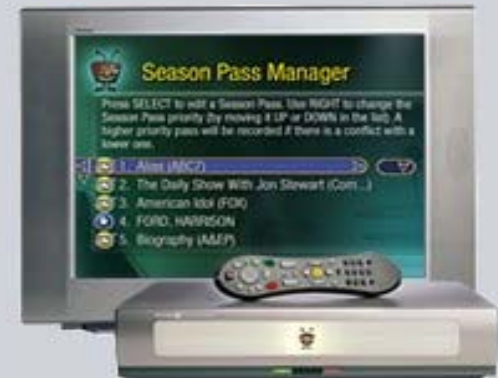 Season Pass Manager
Press SELECT to edit a Season Pass. Use RIGHT to change the
Season Pass priority (by moving it UP or DOWN in the list). A
higher priority pass will be recorded if there is a conflict with a
lower one.
1. Alias (ABC7)
2. The Daily Show With Jon Stewart (Com...)
3. American Idol (FOX)
4. FORD, HARRISON
5. Biography (A&EP)